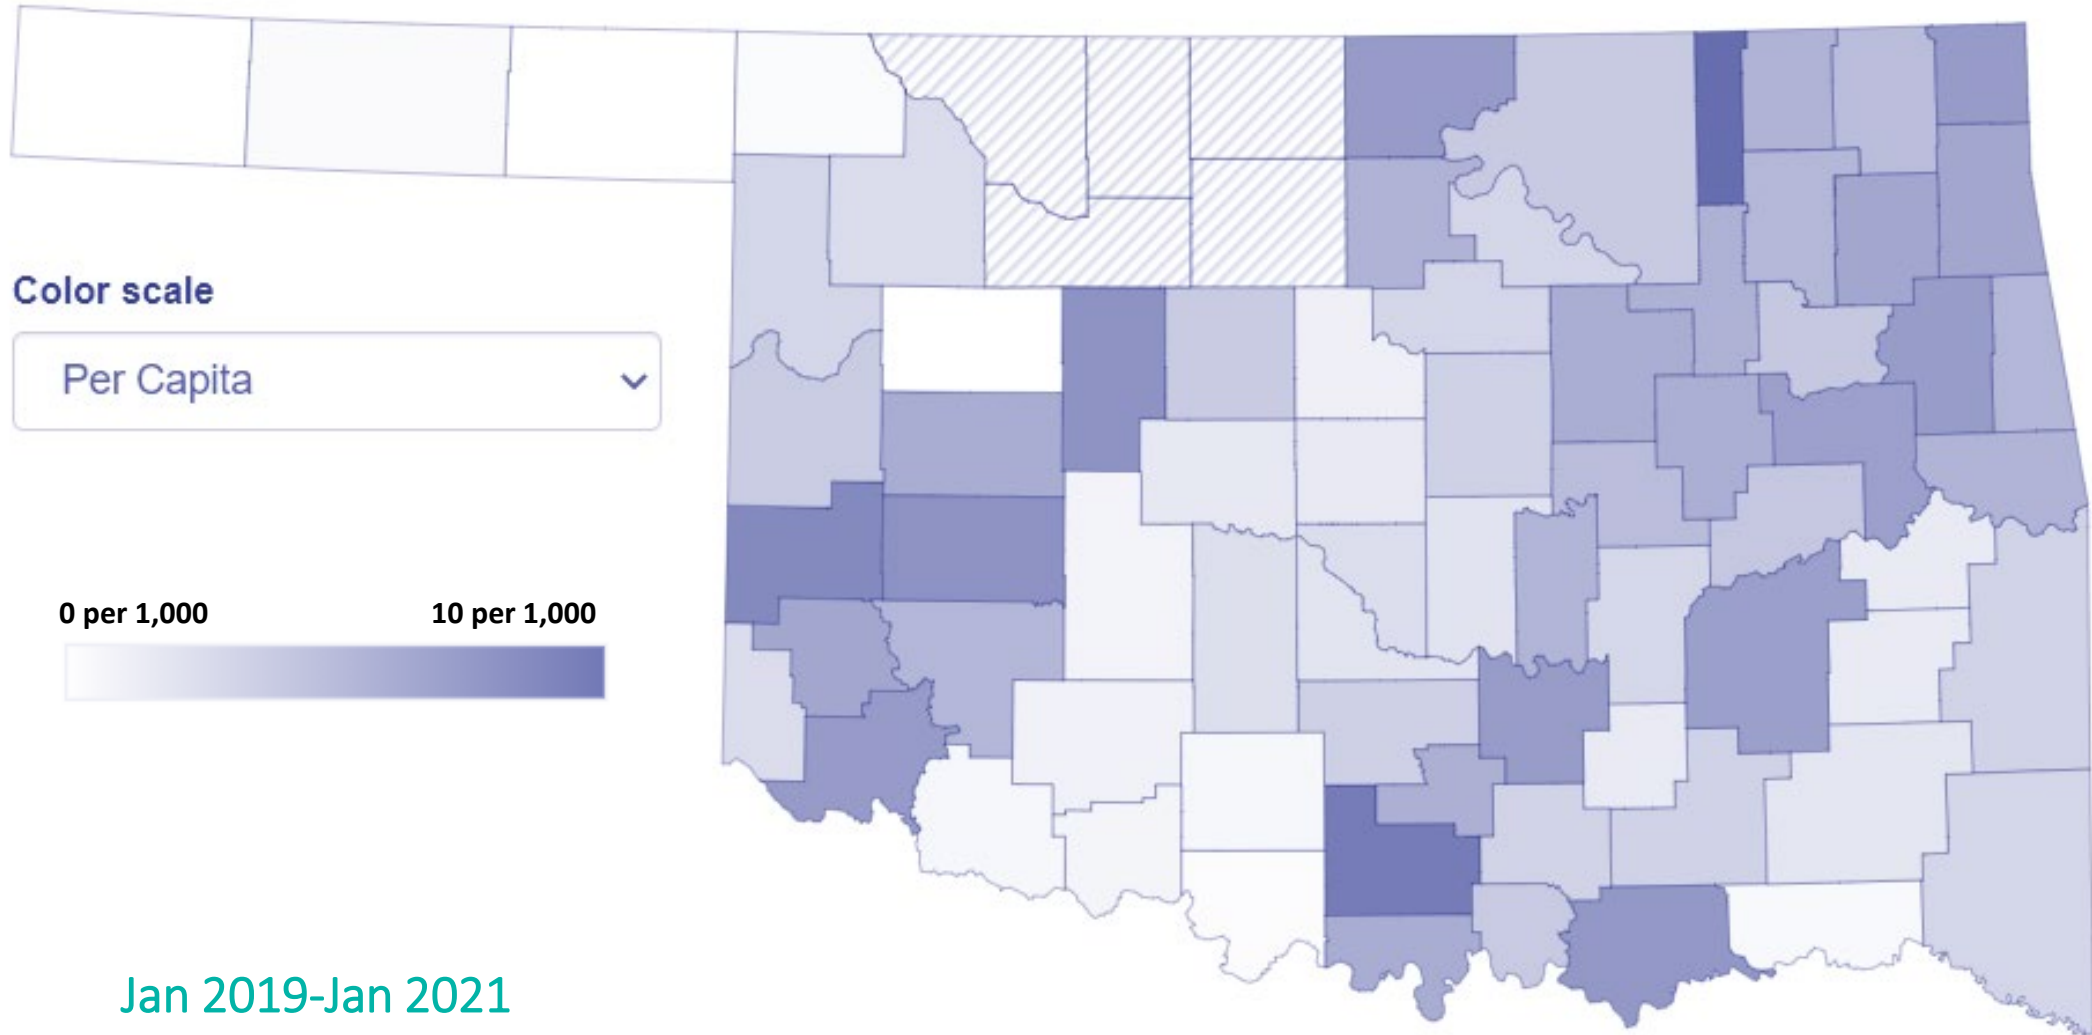 Color scale
Per Capita
0 per 1,000 10 per 1,000
Jan 2019-Jan 2021